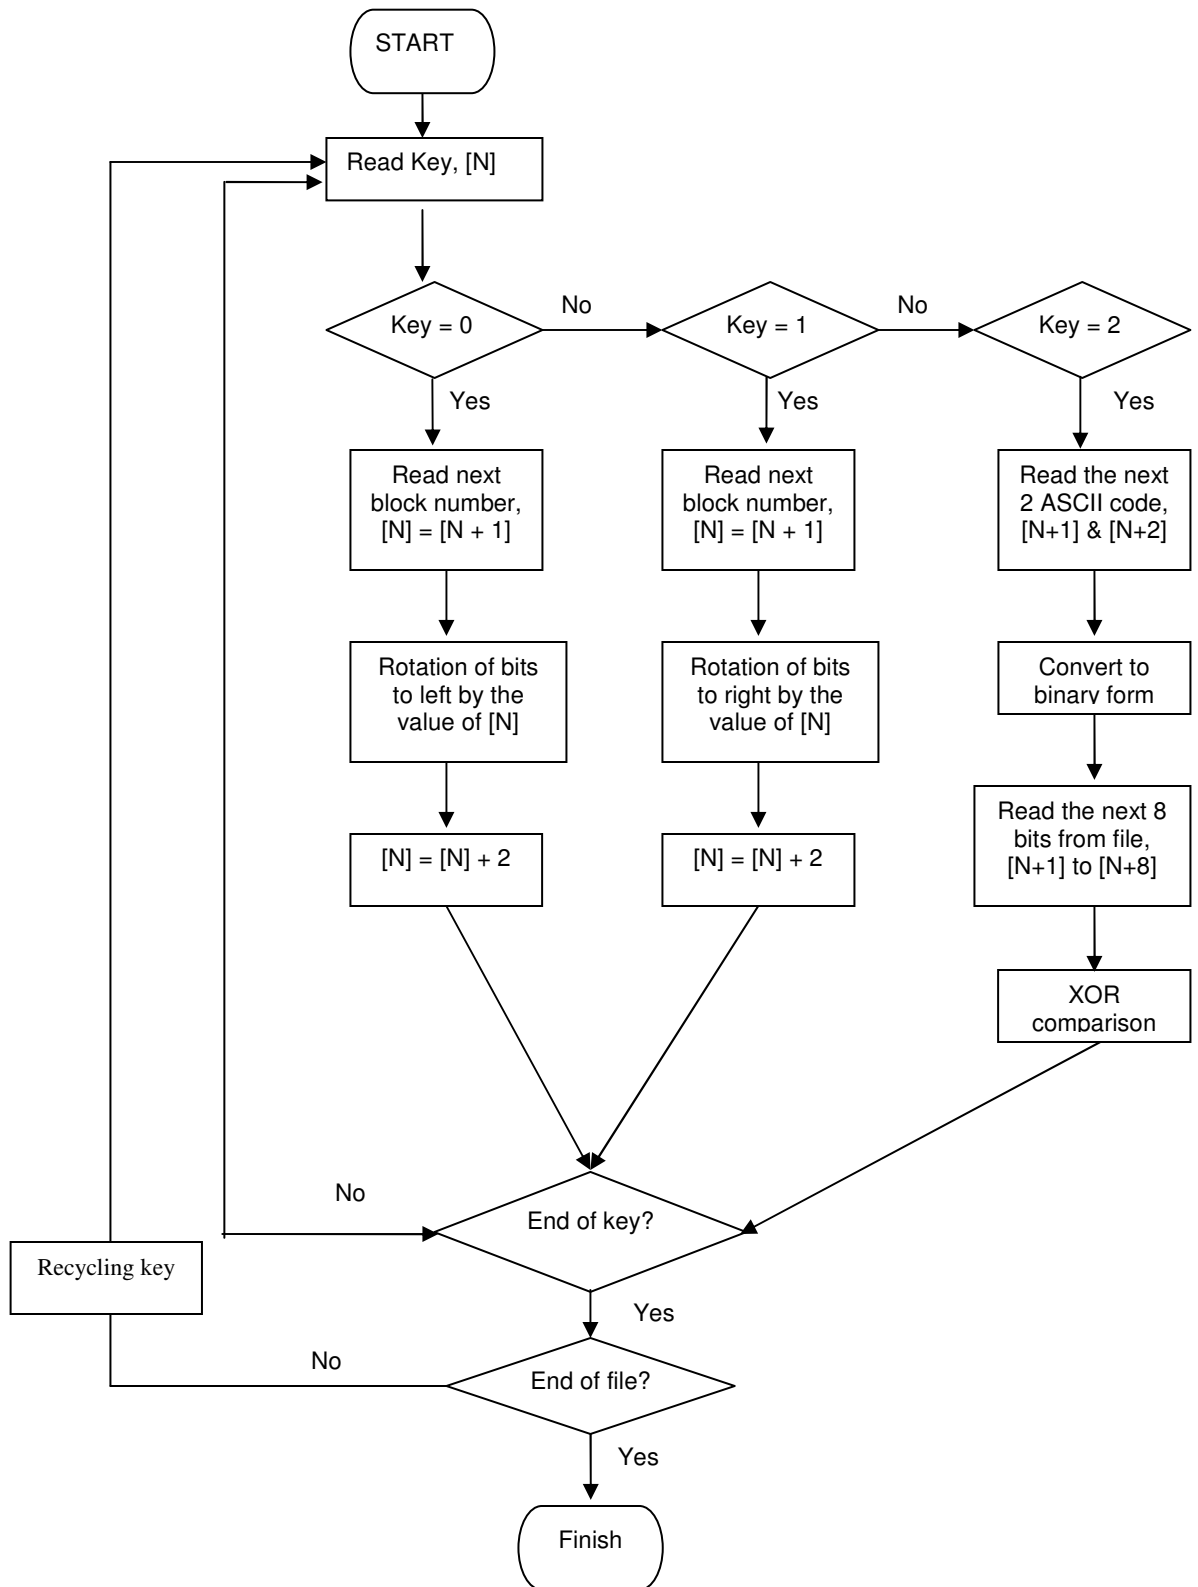 START
Read Key, [N]
Key = 0
No
Key = 1
No
Key = 2
Yes
Yes
Yes
Read next
block number,
[N] = [N + 1]
Read next
block number,
[N] = [N + 1]
Read the next
2 ASCII code,
[N+1] & [N+2]
Rotation of bits
to left by the
value of [N]
Rotation of bits
to right by the
value of [N]
Convert to
binary form
[N] = [N] + 2
[N] = [N] + 2
Read the next 8
bits from file,
[N+1] to [N+8]
XOR
comparison
No
End of key?
Recycling key
Yes
No
End of file?
Yes
Finish